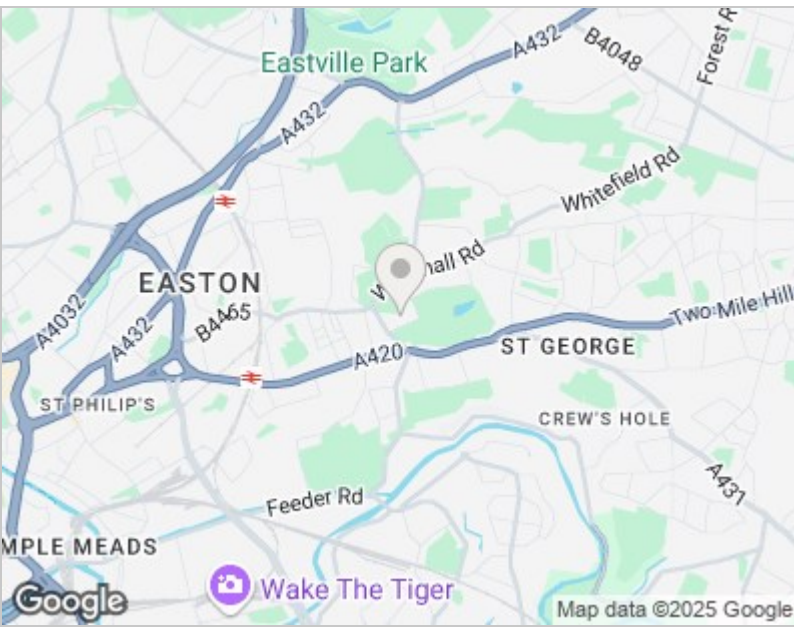 A432
B4048
Forest R
Eastville Park
A432
Whitefield Rd
hall Rd
EASTON
A4032
A432
B4465
Two Mile Hill
A420
ST GEORGE
ST PHILIP'S
CREW'S HOLE
A431
Feeder Rd
MPLE MEADS
Wake The Tiger
Google
Map data ©2025 Google